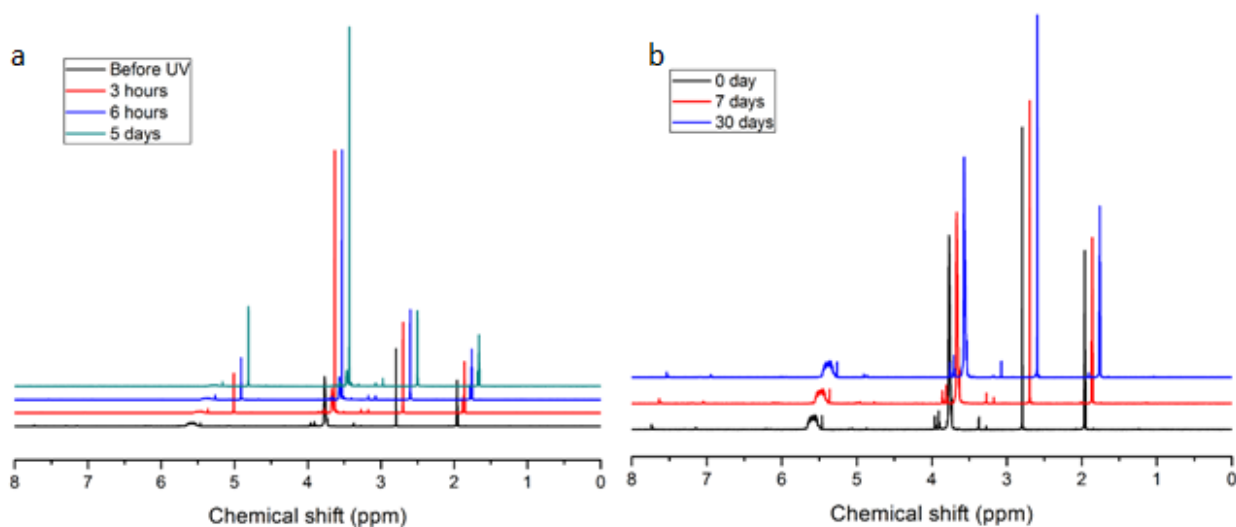 a
Before UV
3 hours
6 hours
5 days
8 7 6 5 4 3 2 1 0
Chemical shift (ppm)
b
0 day
7 days
30 days
8 7 6 5 4 3 2 1 0
Chemical shift (ppm)